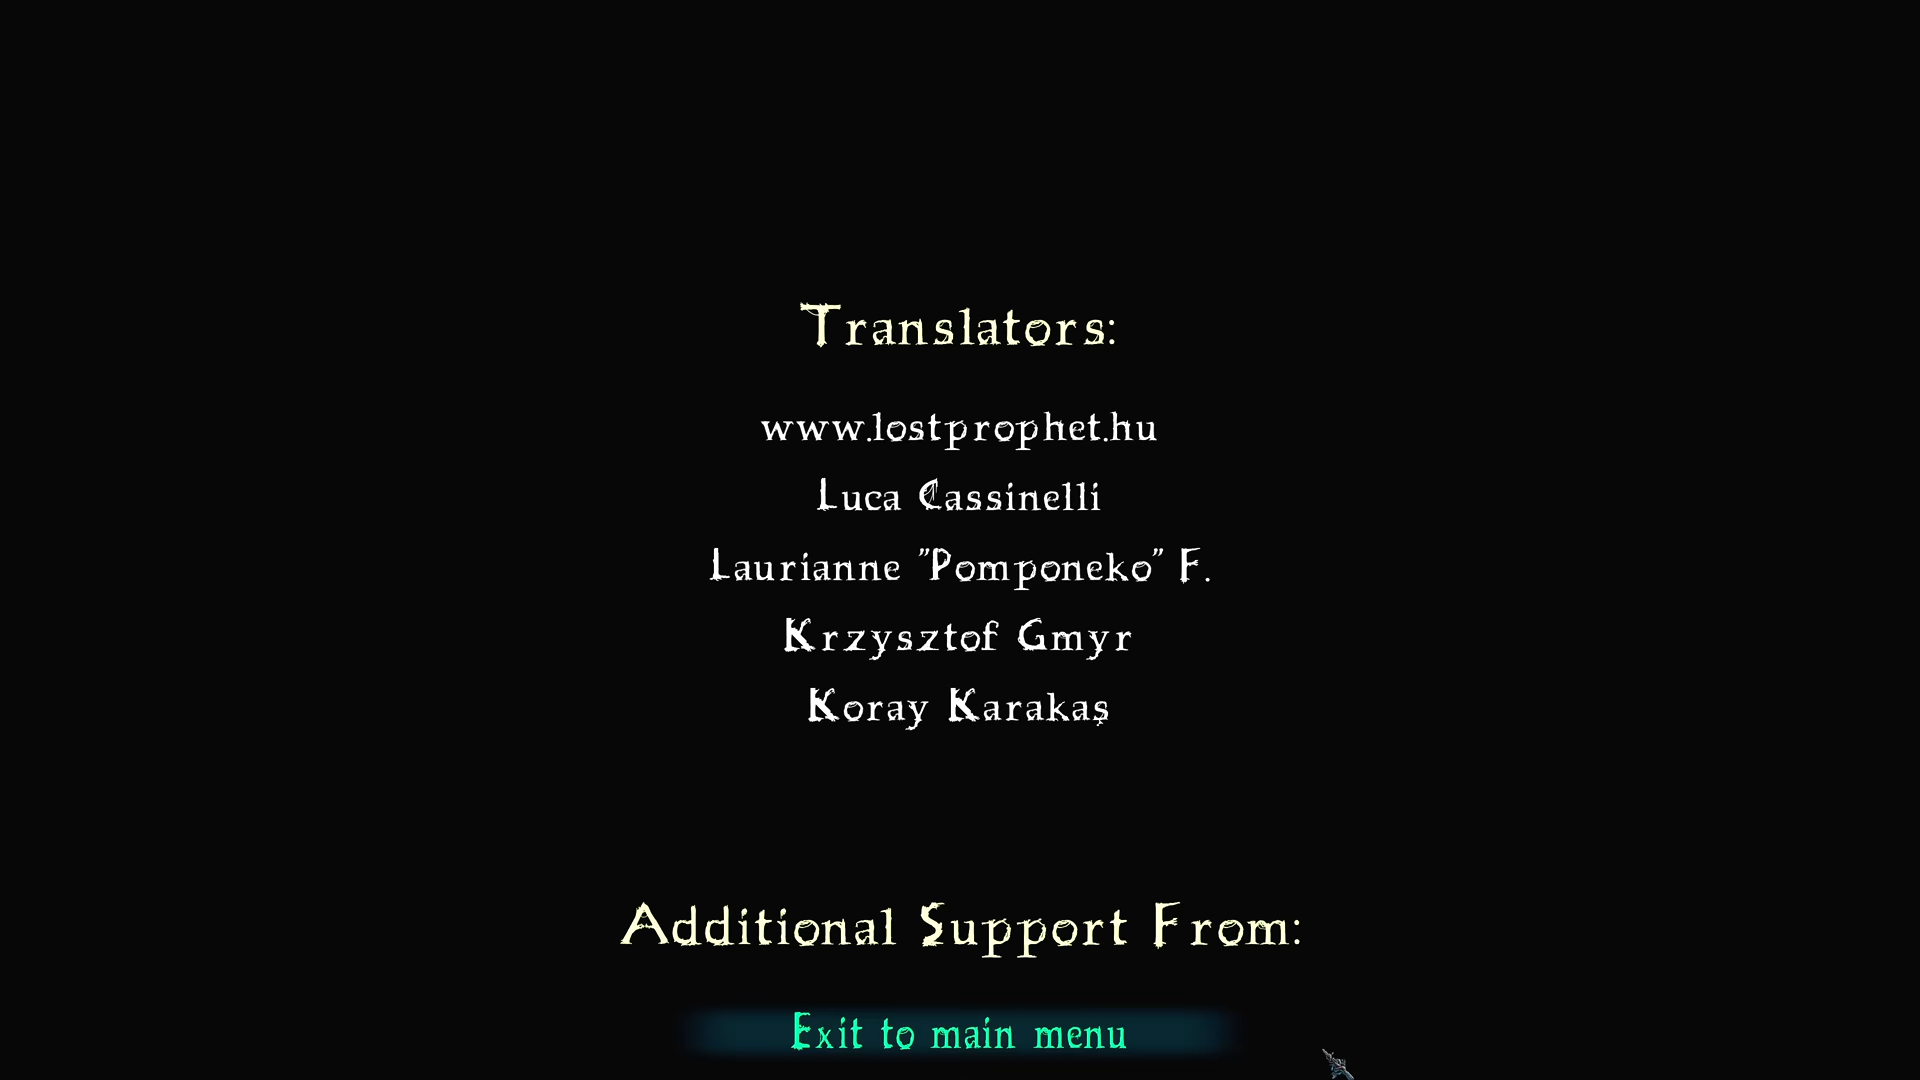 Translators:
www.lostprophet.hu
Luca Cassinelli
Laurianne "Pomponeko" F.
Krzysztof Gmyr
Koray Karakaş
Additional Support From:
Exit to main menu